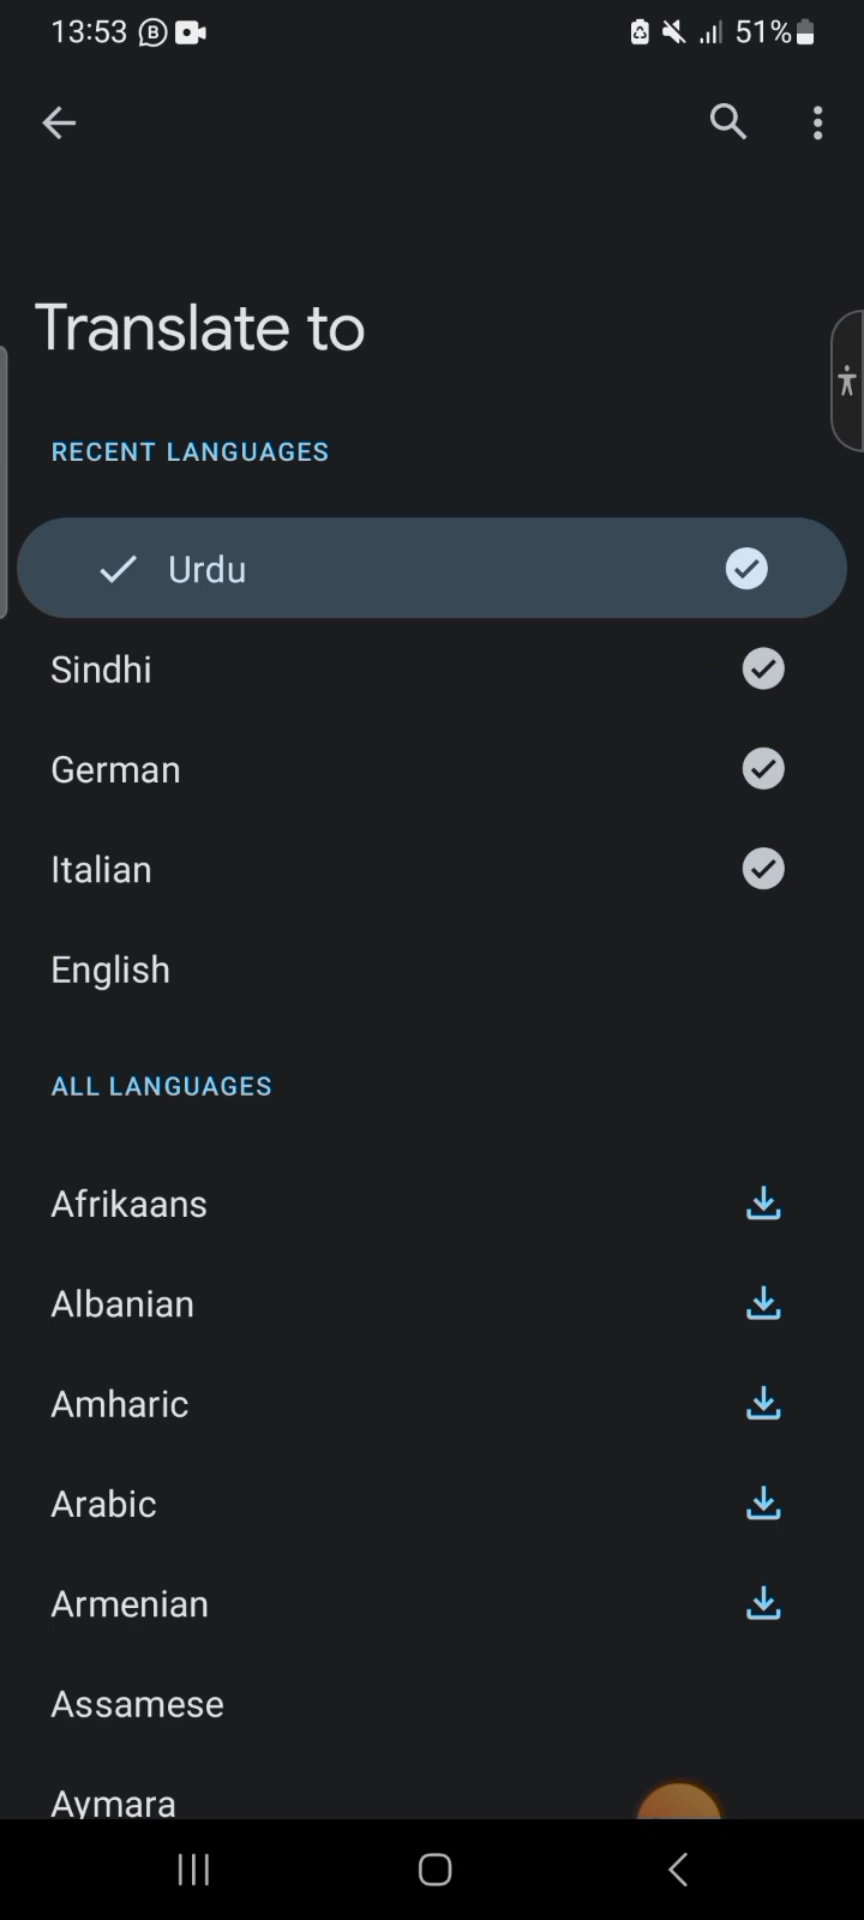 13:53
51%
Translate to
RECENT LANGUAGES
Urdu
Sindhi
German
Italian
English
ALL LANGUAGES
Afrikaans
Albanian
Amharic
Arabic
Armenian
Assamese
Aymara